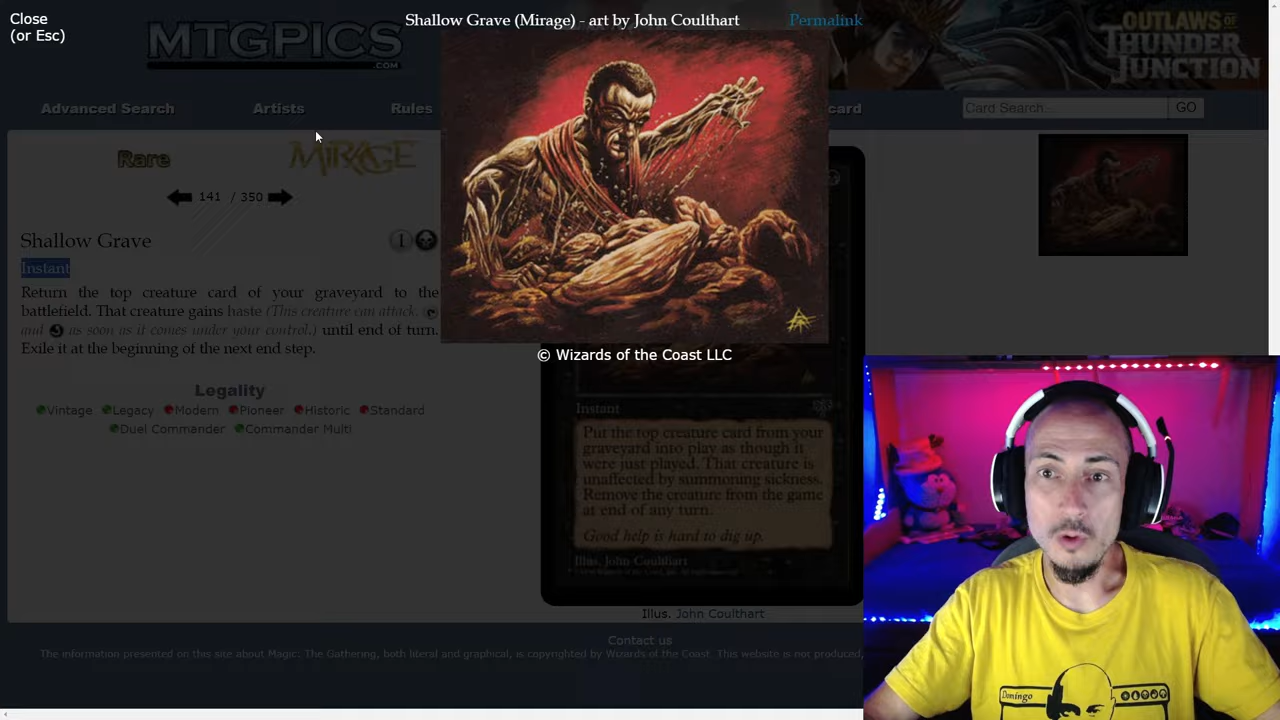 Close
(or Esc)
Shallow Grave (Mirage) - art by John Coulthart
Permalink
MTGPICS
.COM
OUTLAWS OF
THUNDER
JUNCTION
Advanced Search
Artists
Rules
card
Card Search...
GO
Rare
MIRAGE
141 / 350
Shallow Grave
1
Instant
Return the top creature card of your graveyard to the
battlefield. That creature gains haste (This creature can attack
and as soon as it comes under your control.) until end of turn.
Exile it at the beginning of the next end step.
Legality
Vintage Legacy Modern Pioneer Historic Standard
Duel Commander Commander Multi
© Wizards of the Coast LLC
Instant
Put the top creature card from your
graveyard into play as though it
were just played. That creature is
unaffected by summoning sickness.
Remove the creature from the game
at end of any turn.
Good help is hard to dig up.
Illus. John Coulthart
Illus. John Coulthart
Contact us
The information presented on this site about Magic: The Gathering, both literal and graphical, is copyrighted by Wizards of the Coast. This website is not produced,
Domingo